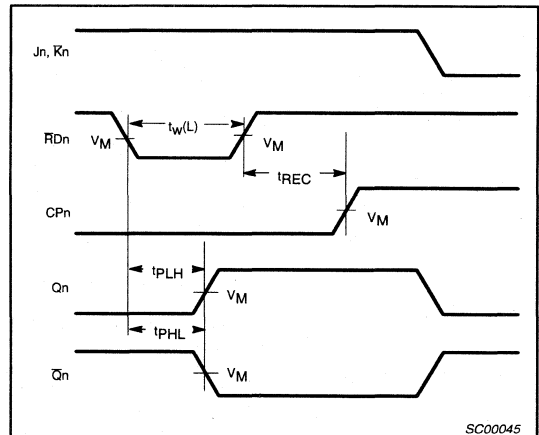 Jn, K̅n
R̅Dn VM tw(L) VM
tREC
CPn VM
tPLH
Qn VM
tPHL
Q̅n VM
SC00045